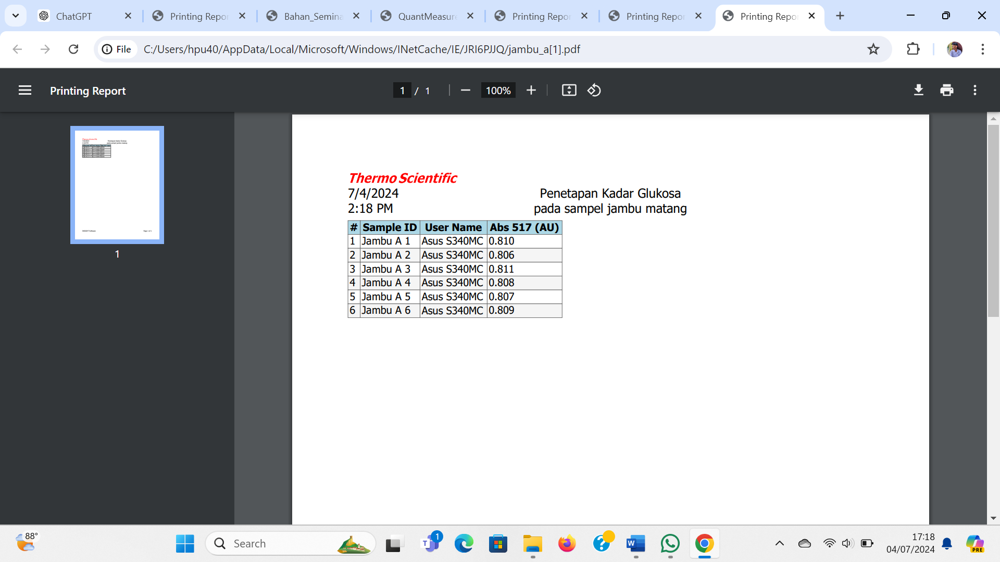 ChatGPT
Printing Repor
Bahan_Semina
QuantMeasure
Printing Repor
Printing Repor
Printing Repor
File
C:/Users/hpu40/AppData/Local/Microsoft/Windows/INetCache/IE/JRI6PJJQ/jambu_a[1].pdf
Printing Report
1 / 1
100%
1
Thermo Scientific
7/4/2024
Penetapan Kadar Glukosa
2:18 PM
pada sampel jambu matang
# Sample ID User Name Abs 517 (AU)
1 Jambu A 1 Asus S340MC 0.810
2 Jambu A 2 Asus S340MC 0.806
3 Jambu A 3 Asus S340MC 0.811
4 Jambu A 4 Asus S340MC 0.808
5 Jambu A 5 Asus S340MC 0.807
6 Jambu A 6 Asus S340MC 0.809
88°
Search
1
17:18
04/07/2024
PRE